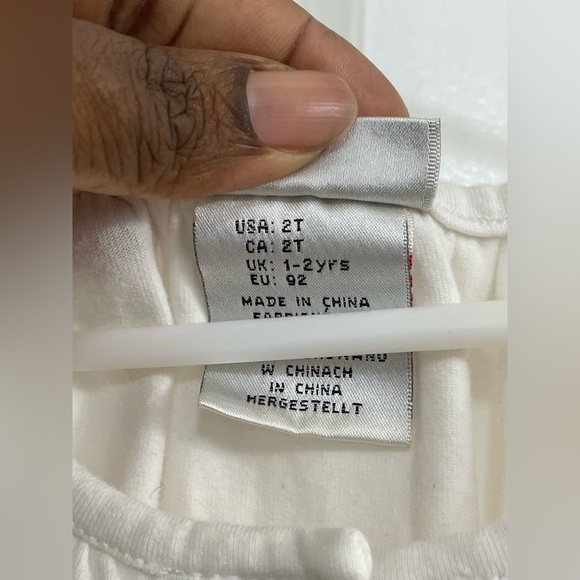 USA: 2T
CA: 2T
UK: 1-2yrs
EU: 92
MADE IN CHINA
W CHINACH
IN CHINA
HERGESTELLT